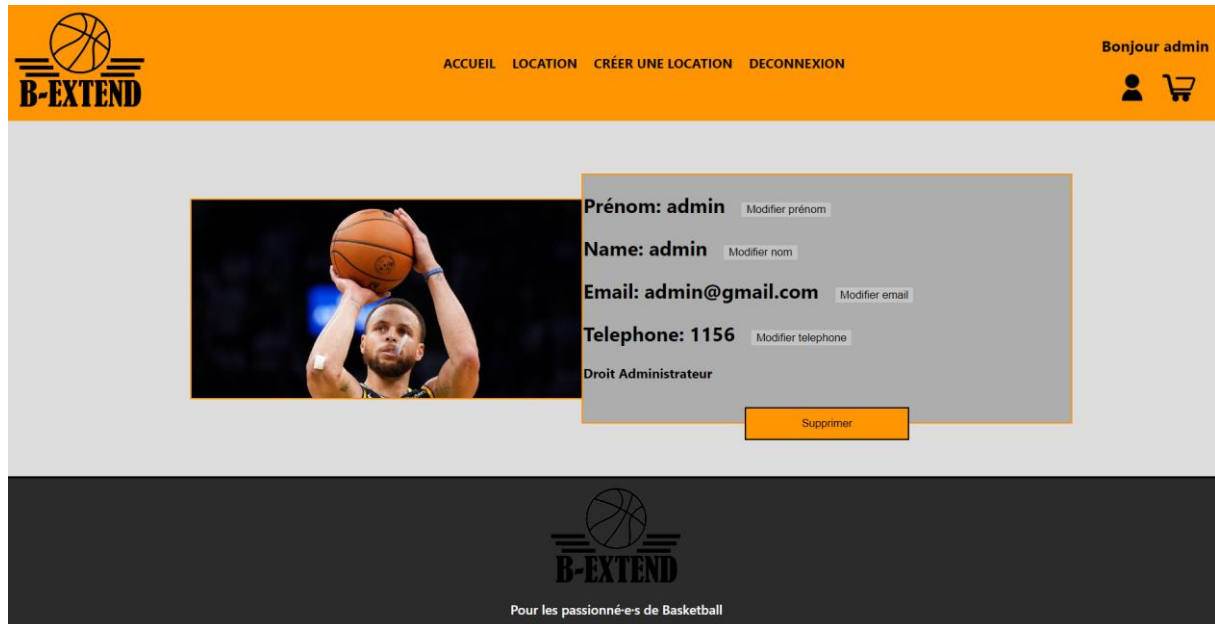 B-EXTEND
ACCUEIL LOCATION CRÉER UNE LOCATION DECONNEXION
Bonjour admin
Prénom: admin Modifier prénom
Name: admin Modifier nom
Email: admin@gmail.com Modifier email
Telephone: 1156 Modifier telephone
Droit Administrateur
Supprimer
B-EXTEND
Pour les passionné·e·s de Basketball